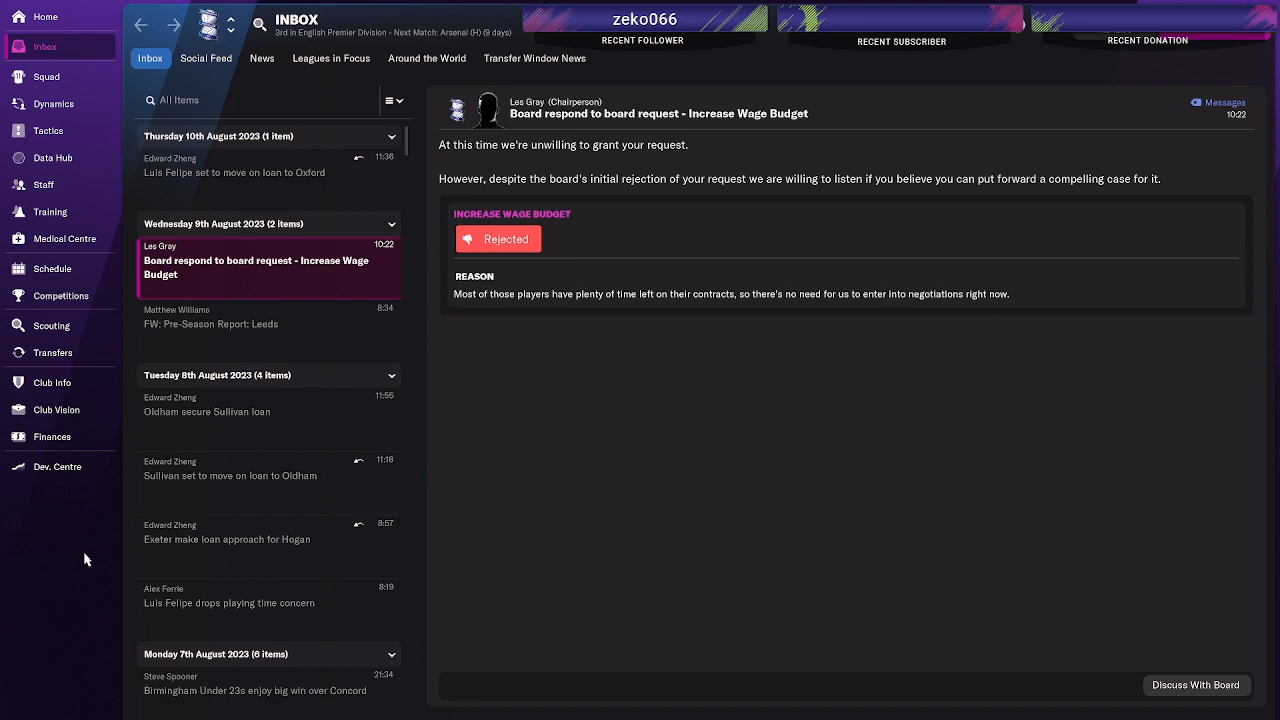 Home
Inbox
Squad
Dynamics
Tactics
Data Hub
Staff
Training
Medical Centre
Schedule
Competitions
Scouting
Transfers
Club Info
Club Vision
Finances
Dev. Centre
INBOX
3rd in English Premier Division - Next Match: Arsenal (H) (9 days)
zeko066
RECENT FOLLOWER
RECENT SUBSCRIBER
RECENT DONATION
Inbox
Social Feed
News
Leagues in Focus
Around the World
Transfer Window News
All Items
Thursday 10th August 2023 (1 item)
Edward Zheng
11:36
Luis Felipe set to move on loan to Oxford
Wednesday 9th August 2023 (2 items)
Les Gray
10:22
Board respond to board request - Increase Wage
Budget
Matthew Williams
8:34
FW: Pre-Season Report: Leeds
Tuesday 8th August 2023 (4 items)
Edward Zheng
11:55
Oldham secure Sullivan loan
Edward Zheng
11:18
Sullivan set to move on loan to Oldham
Edward Zheng
8:57
Exeter make loan approach for Hogan
Alex Ferrie
8:19
Luis Felipe drops playing time concern
Monday 7th August 2023 (6 items)
Steve Spooner
21:34
Birmingham Under 23s enjoy big win over Concord
Les Gray (Chairperson)
Board respond to board request - Increase Wage Budget
Messages
10:22
At this time we're unwilling to grant your request.
However, despite the board's initial rejection of your request we are willing to listen if you believe you can put forward a compelling case for it.
INCREASE WAGE BUDGET
Rejected
REASON
Most of those players have plenty of time left on their contracts, so there's no need for us to enter into negotiations right now.
Discuss With Board